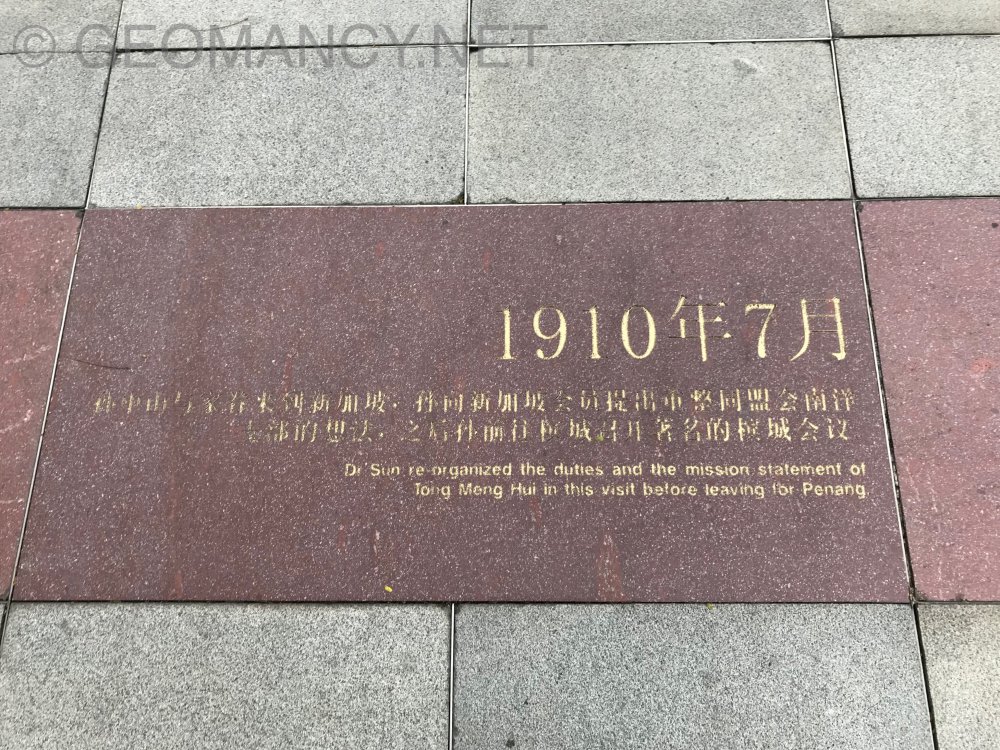 © GEOMANCY.NET
1910年7月
孙中山与家眷来到新加坡，孙向新加坡会员提出重整同盟会南洋
总部的想法，之后孙前往槟城召开著名的槟城会议
Dr Sun re-organized the duties and the mission statement of
Tong Meng Hui in this visit before leaving for Penang.